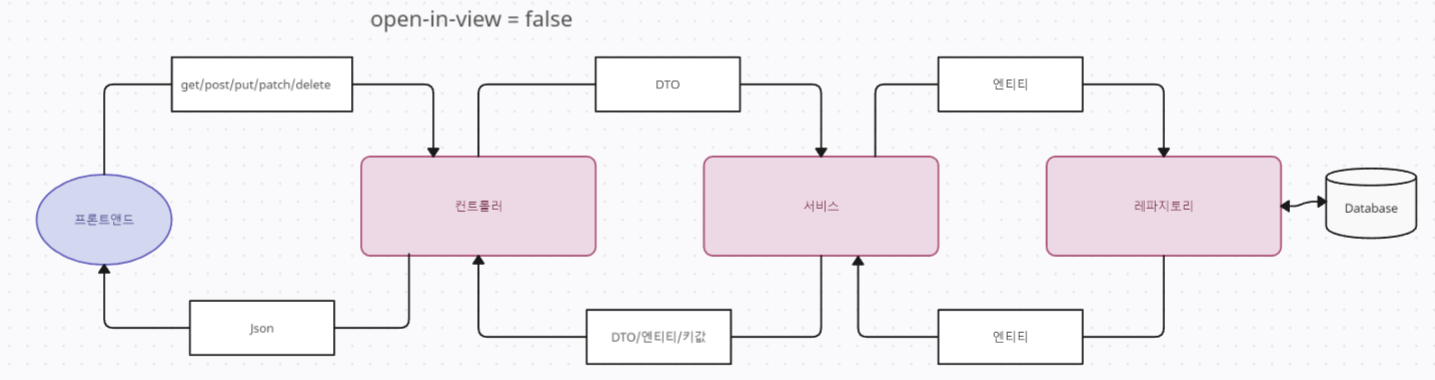 open-in-view = false
get/post/put/patch/delete
DTO
엔티티
프론트앤드
컨트롤러
서비스
레파지토리
Database
Json
DTO/엔티티/키값
엔티티